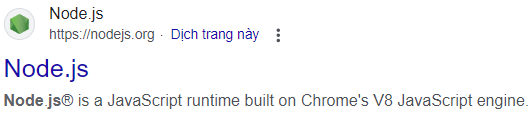 Node.js
https://nodejs.org · Dịch trang này
Node.js
Node.js® is a JavaScript runtime built on Chrome's V8 JavaScript engine.